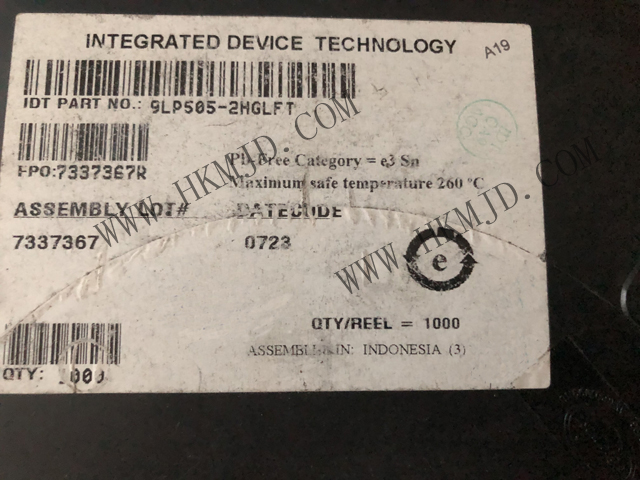 INTEGRATED DEVICE TECHNOLOGY
A19
IDT PART NO.: 9LP505-2HGLFT
FPO:7337367R
Pb-Free Category = e3 Sn
Maximum safe temperature 260 °C
ASSEMBLY LOT# DATECODE
7337367 0723
e
QTY/REEL = 1000
ASSEMBLED IN: INDONESIA (3)
QTY: 1000
WWW.HKMJD.COM
WWW.HKMJD.COM